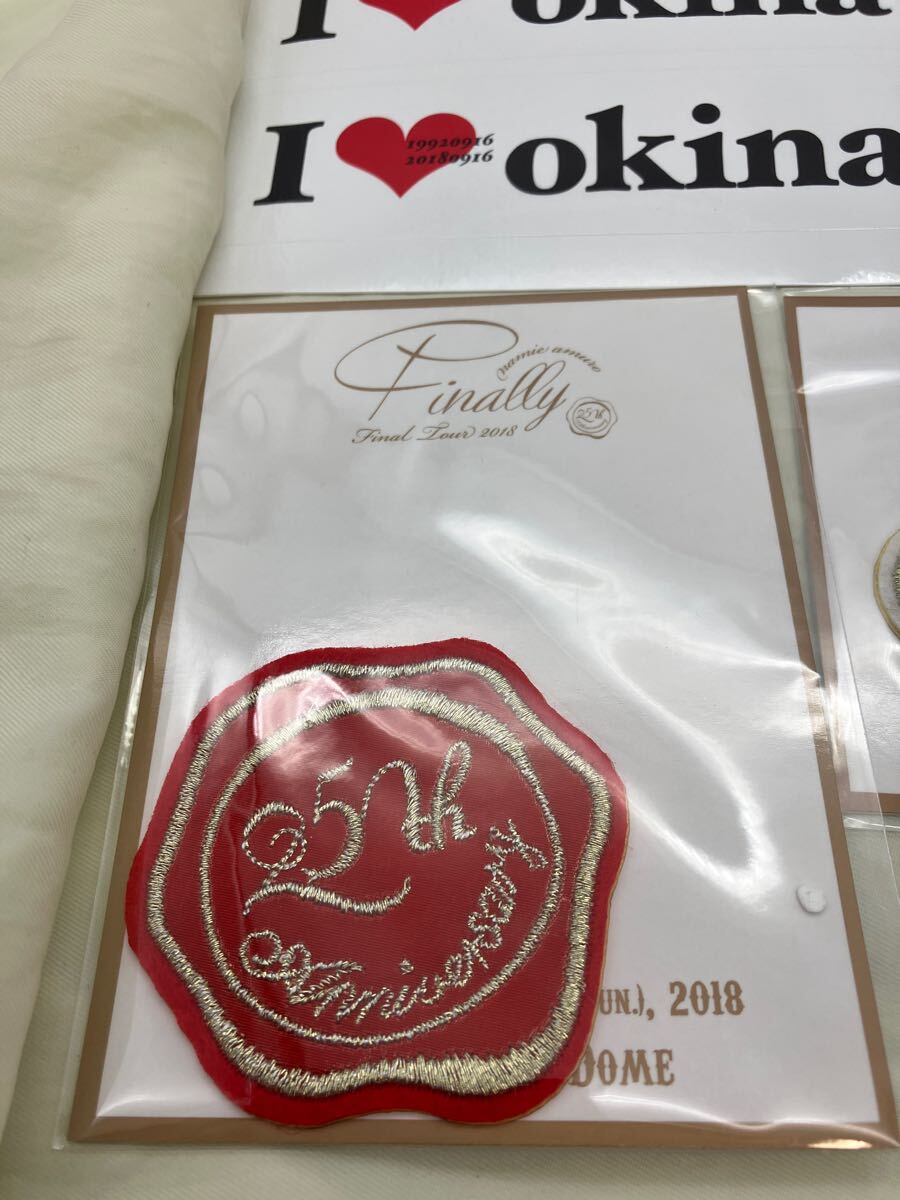 I okina
I okina
19920916
20180916
namie amuro
Finally
Final Tour 2018
25th
25th
Anniversary
UN.), 2018
DOME